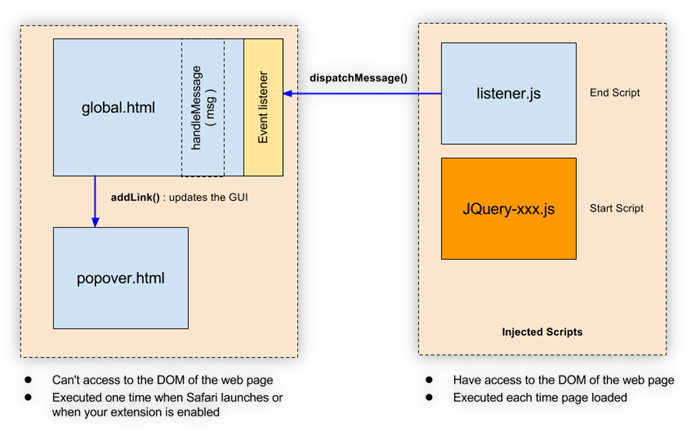 global.html
handleMessage
( msg )
Event listener
dispatchMessage()
listener.js
End Script
addLink() : updates the GUI
JQuery-xxx.js
Start Script
popover.html
Injected Scripts
● Can't access to the DOM of the web page
● Executed one time when Safari launches or
when your extension is enabled
● Have access to the DOM of the web page
● Executed each time page loaded